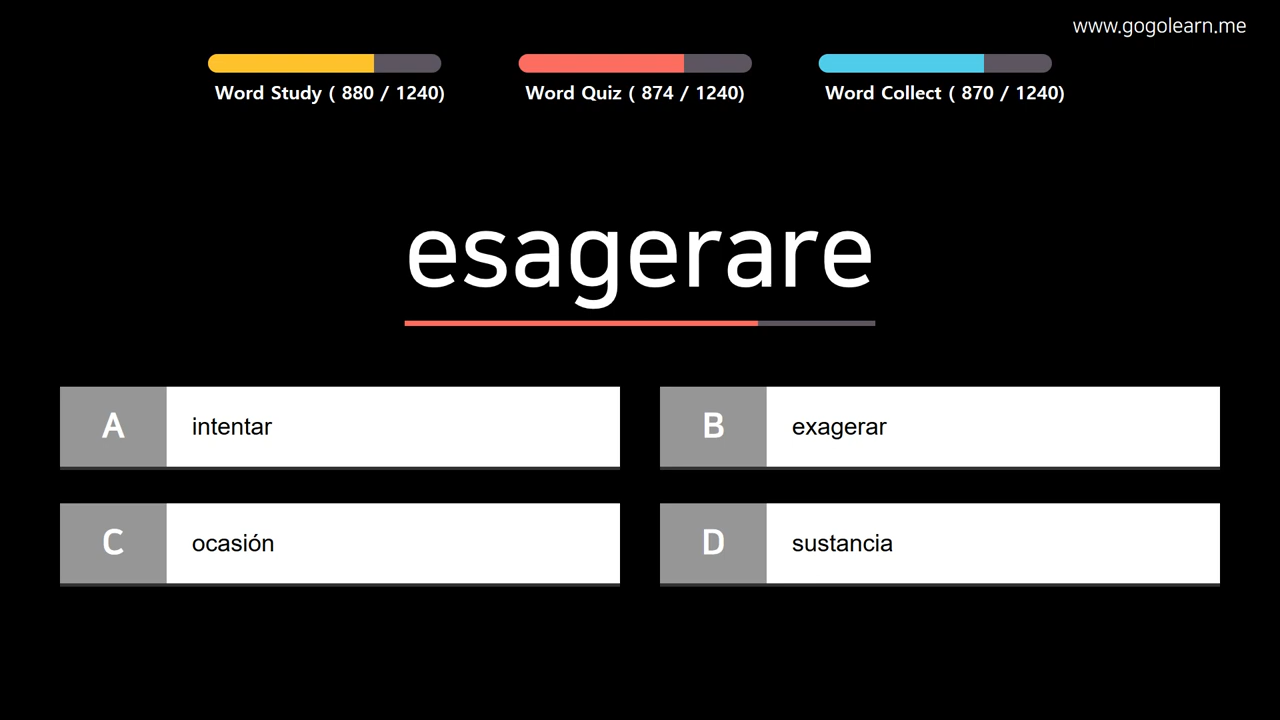 www.gogolearn.me
Word Study ( 880 / 1240)
Word Quiz ( 874 / 1240)
Word Collect ( 870 / 1240)
esagerare
A intentar
B exagerar
C ocasión
D sustancia